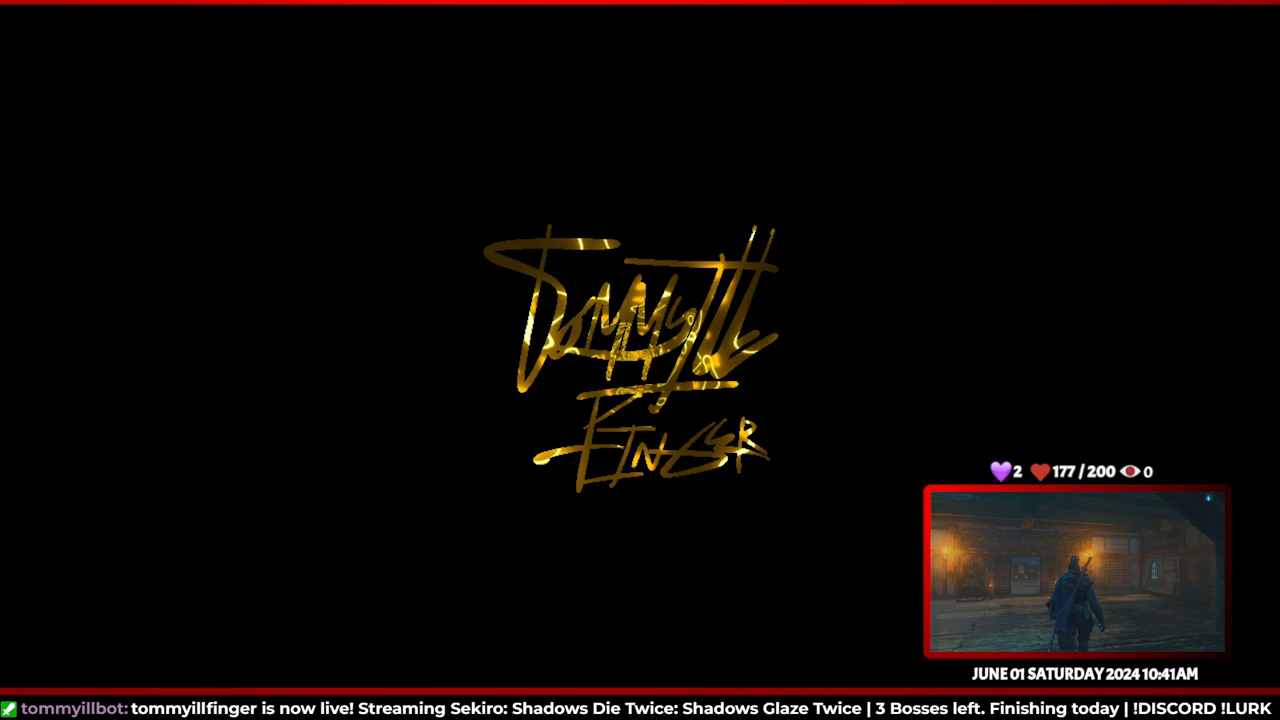 TommyIll
FINGER
2 177 / 200 0
JUNE 01 SATURDAY 2024 10:41AM
tommyillbot: tommyillfinger is now live! Streaming Sekiro: Shadows Die Twice: Shadows Glaze Twice | 3 Bosses left. Finishing today | !DISCORD !LURK